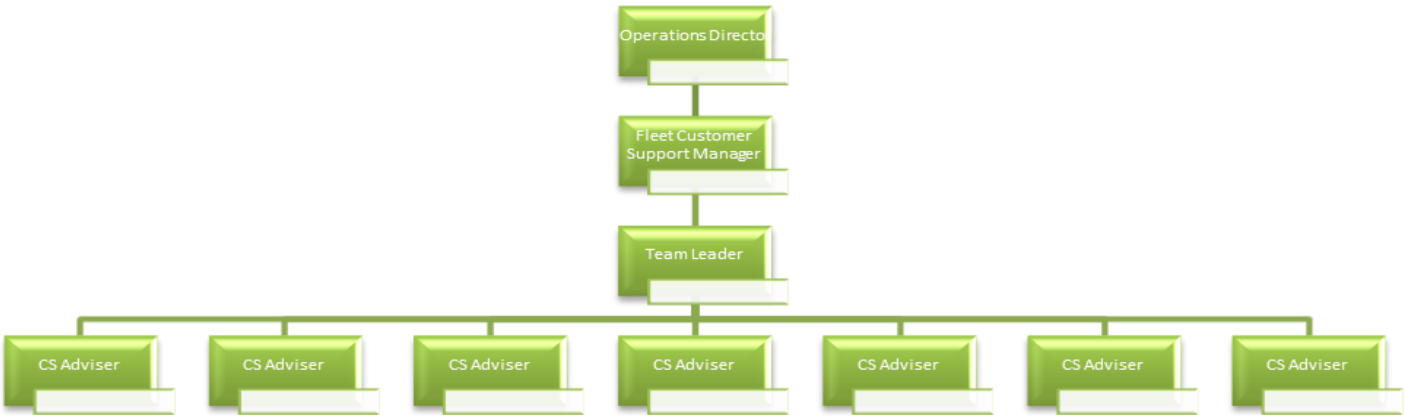 Operations Directo
Fleet Customer
Support Manager
Team Leader
CS Adviser
CS Adviser
CS Adviser
CS Adviser
CS Adviser
CS Adviser
CS Adviser